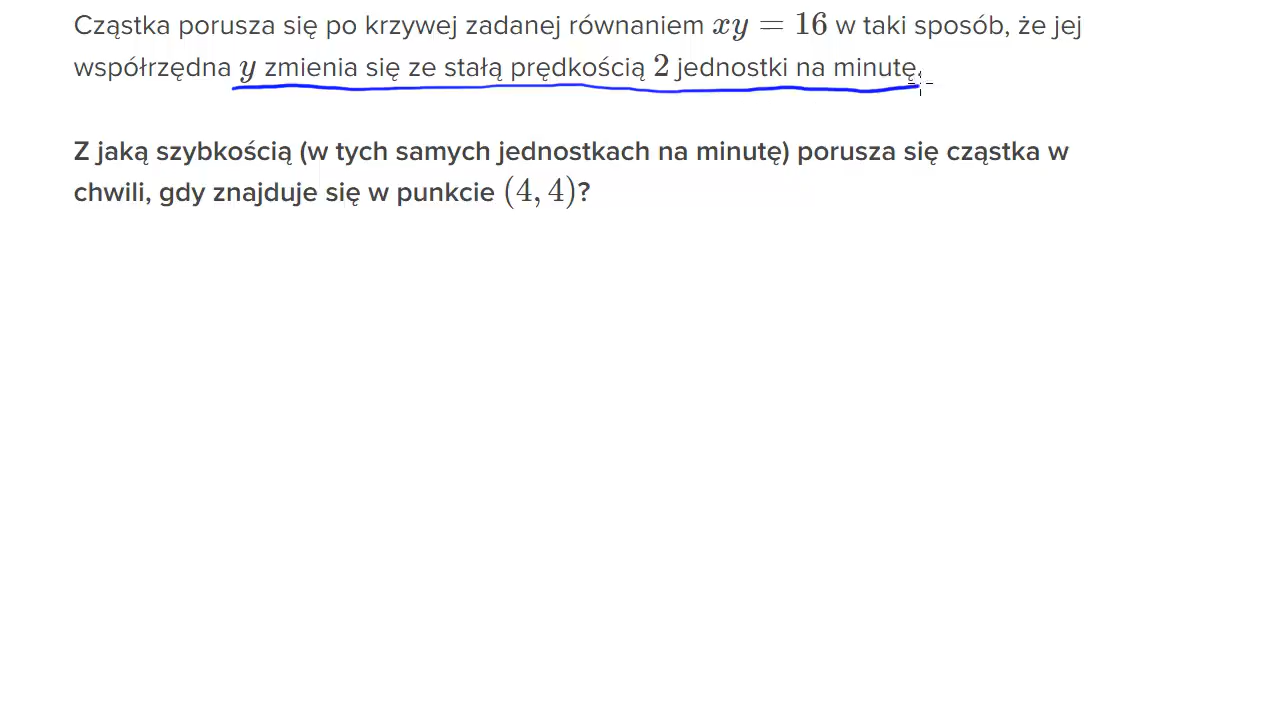 Cząstka porusza się po krzywej zadanej równaniem xy = 16 w taki sposób, że jej
współrzędna y zmienia się ze stałą prędkością 2 jednostki na minutę.
Z jaką szybkością (w tych samych jednostkach na minutę) porusza się cząstka w
chwili, gdy znajduje się w punkcie (4, 4)?